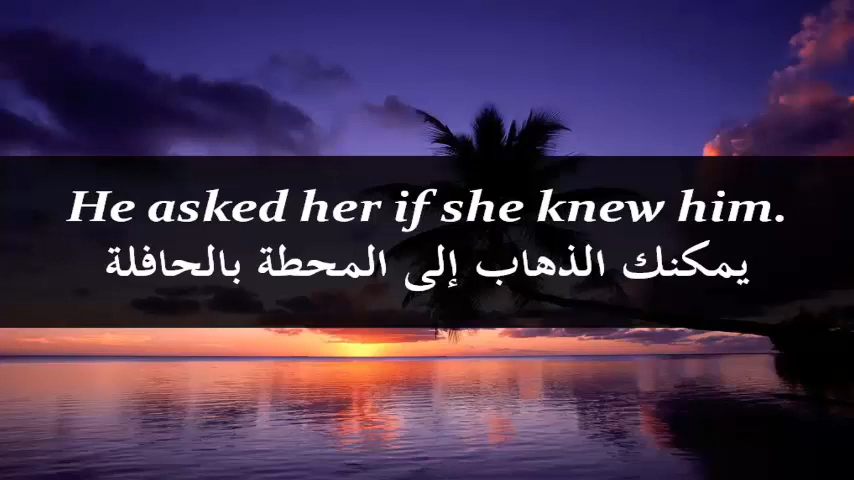 He asked her if she knew him.
يمكنك الذهاب إلى المحطة بالحافلة